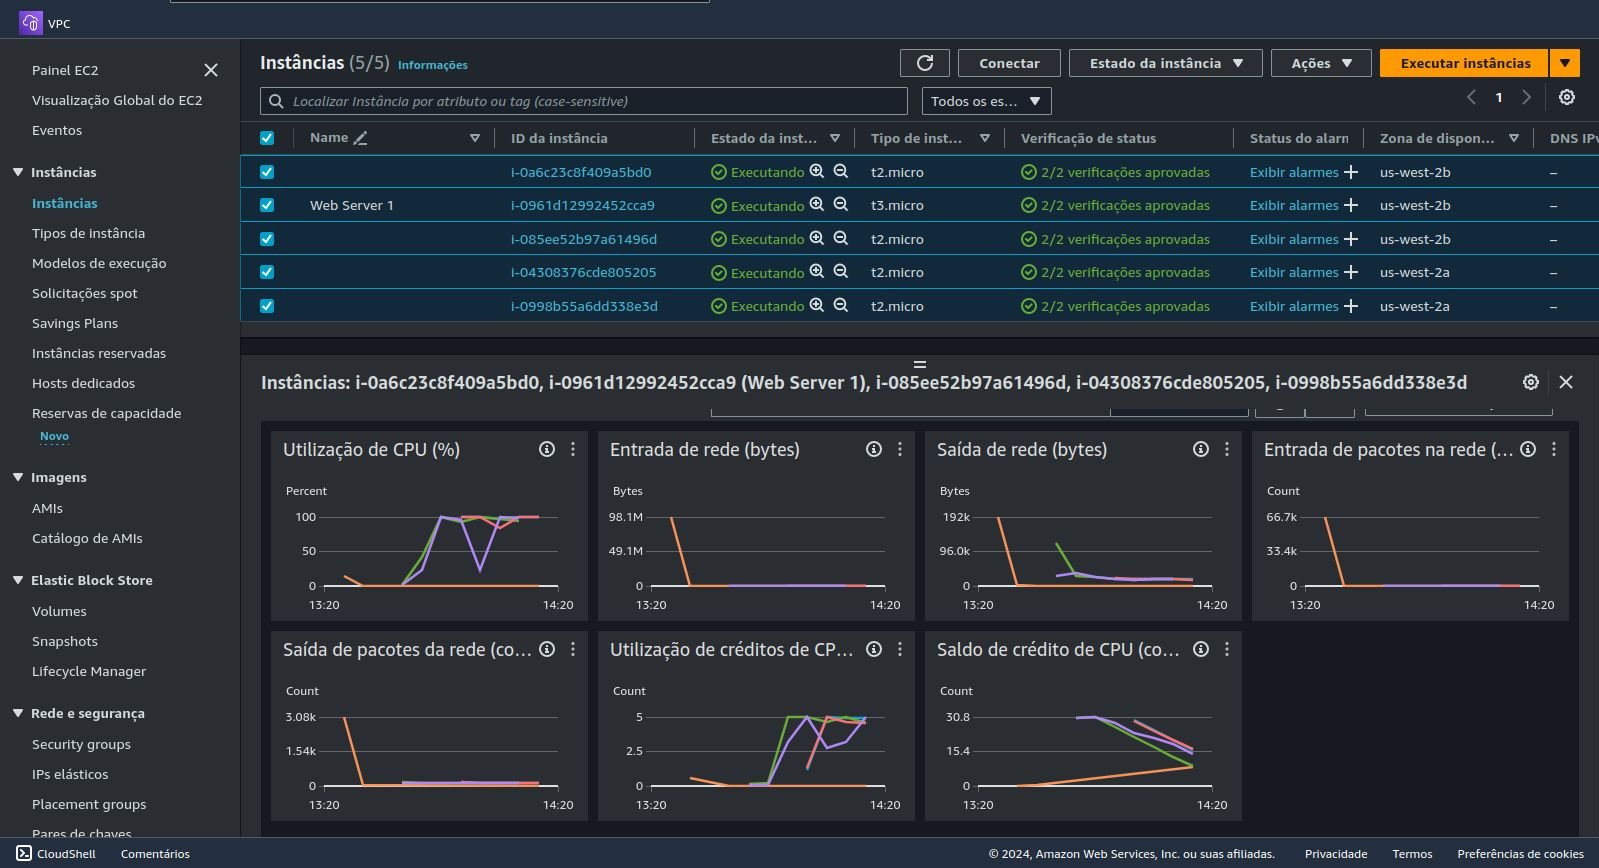 VPC
Painel EC2
Visualização Global do EC2
Eventos
Instâncias
Instâncias
Tipos de instância
Modelos de execução
Solicitações spot
Savings Plans
Instâncias reservadas
Hosts dedicados
Reservas de capacidade
Novo
Imagens
AMIs
Catálogo de AMIs
Elastic Block Store
Volumes
Snapshots
Lifecycle Manager
Rede e segurança
Security groups
IPs elásticos
Placement groups
Pares de chaves
Instâncias (5/5) Informações
Conectar
Estado da instância
Ações
Executar instâncias
Localizar Instância por atributo ou tag (case-sensitive)
Todos os es...
1
Name ID da instância Estado da inst... Tipo de inst... Verificação de status Status do alarn Zona de dispon... DNS IPv
i-0a6c23c8f409a5bd0 Executando t2.micro 2/2 verificações aprovadas Exibir alarmes us-west-2b –
Web Server 1 i-0961d12992452cca9 Executando t3.micro 2/2 verificações aprovadas Exibir alarmes us-west-2b –
i-085ee52b97a61496d Executando t2.micro 2/2 verificações aprovadas Exibir alarmes us-west-2b –
i-04308376cde805205 Executando t2.micro 2/2 verificações aprovadas Exibir alarmes us-west-2a –
i-0998b55a6dd338e3d Executando t2.micro 2/2 verificações aprovadas Exibir alarmes us-west-2a –
Instâncias: i-0a6c23c8f409a5bd0, i-0961d12992452cca9 (Web Server 1), i-085ee52b97a61496d, i-04308376cde805205, i-0998b55a6dd338e3d
Utilização de CPU (%)
Percent
100
50
0
13:20 14:20
Entrada de rede (bytes)
Bytes
98.1M
49.1M
0
13:20 14:20
Saída de rede (bytes)
Bytes
192k
96.0k
0
13:20 14:20
Entrada de pacotes na rede (...
Count
66.7k
33.4k
0
13:20 14:20
Saída de pacotes da rede (co...
Count
3.08k
1.54k
0
13:20 14:20
Utilização de créditos de CP...
Count
5
2.5
0
13:20 14:20
Saldo de crédito de CPU (co...
Count
30.8
15.4
0
13:20 14:20
CloudShell Comentários © 2024, Amazon Web Services, Inc. ou suas afiliadas. Privacidade Termos Preferências de cookies